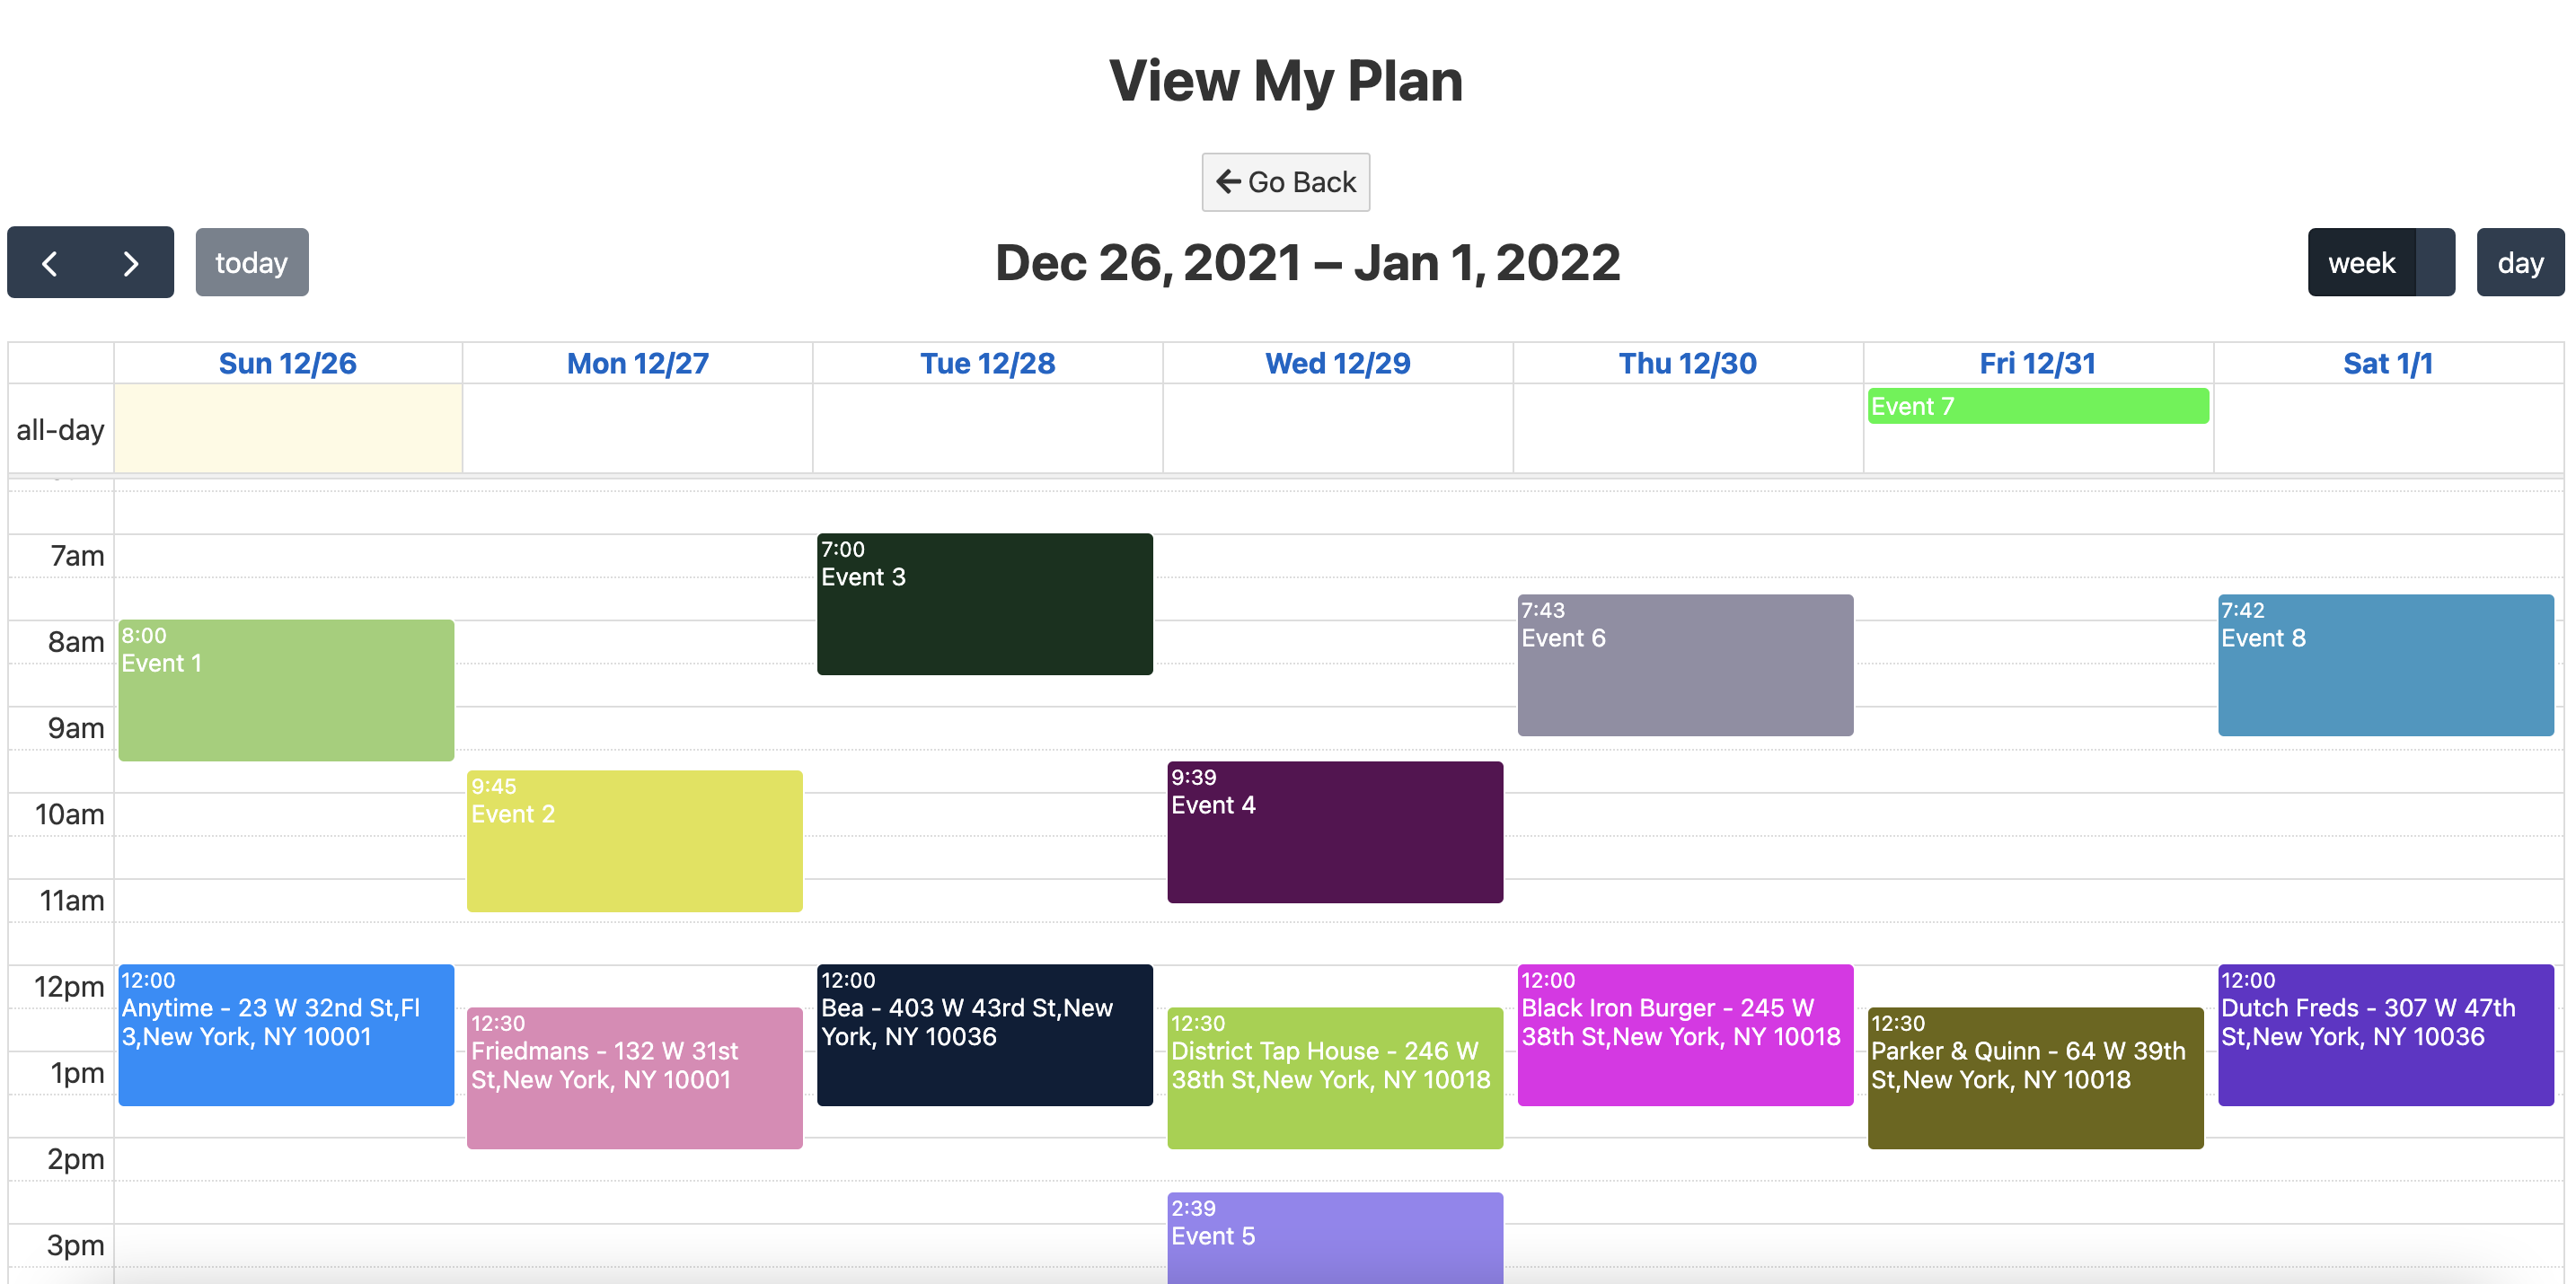 View My Plan
Go Back
today
Dec 26, 2021 – Jan 1, 2022
week
day
Sun 12/26
Mon 12/27
Tue 12/28
Wed 12/29
Thu 12/30
Fri 12/31
Sat 1/1
all-day
Event 7
7am
8am
9am
10am
11am
12pm
1pm
2pm
3pm
8:00
Event 1
12:00
Anytime - 23 W 32nd St,Fl
3,New York, NY 10001
9:45
Event 2
12:30
Friedmans - 132 W 31st
St,New York, NY 10001
7:00
Event 3
12:00
Bea - 403 W 43rd St,New
York, NY 10036
9:39
Event 4
12:30
District Tap House - 246 W
38th St,New York, NY 10018
2:39
Event 5
7:43
Event 6
12:00
Black Iron Burger - 245 W
38th St,New York, NY 10018
12:30
Parker & Quinn - 64 W 39th
St,New York, NY 10018
7:42
Event 8
12:00
Dutch Freds - 307 W 47th
St,New York, NY 10036